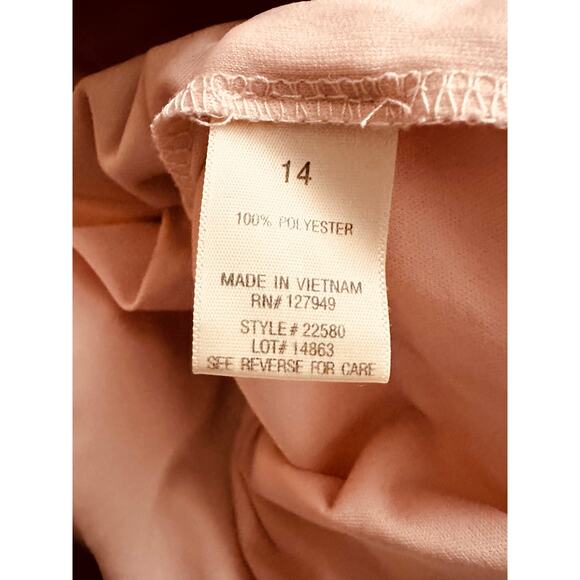 14
100% POLYESTER
MADE IN VIETNAM
RN# 127949
STYLE# 22580
LOT# 14863
SEE REVERSE FOR CARE